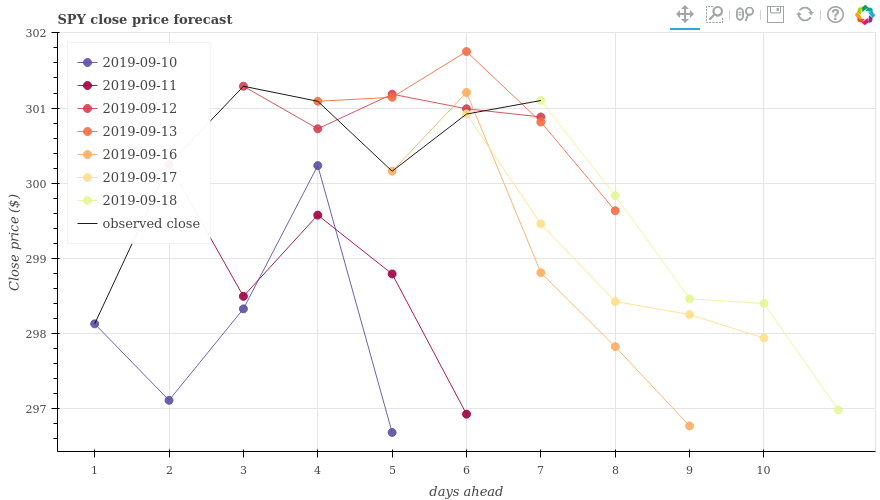 SPY close price forecast
302
301
300
299
298
297
Close price ($)
2019-09-10
2019-09-11
2019-09-12
2019-09-13
2019-09-16
2019-09-17
2019-09-18
observed close
1 2 3 4 5 6 7 8 9 10
days ahead